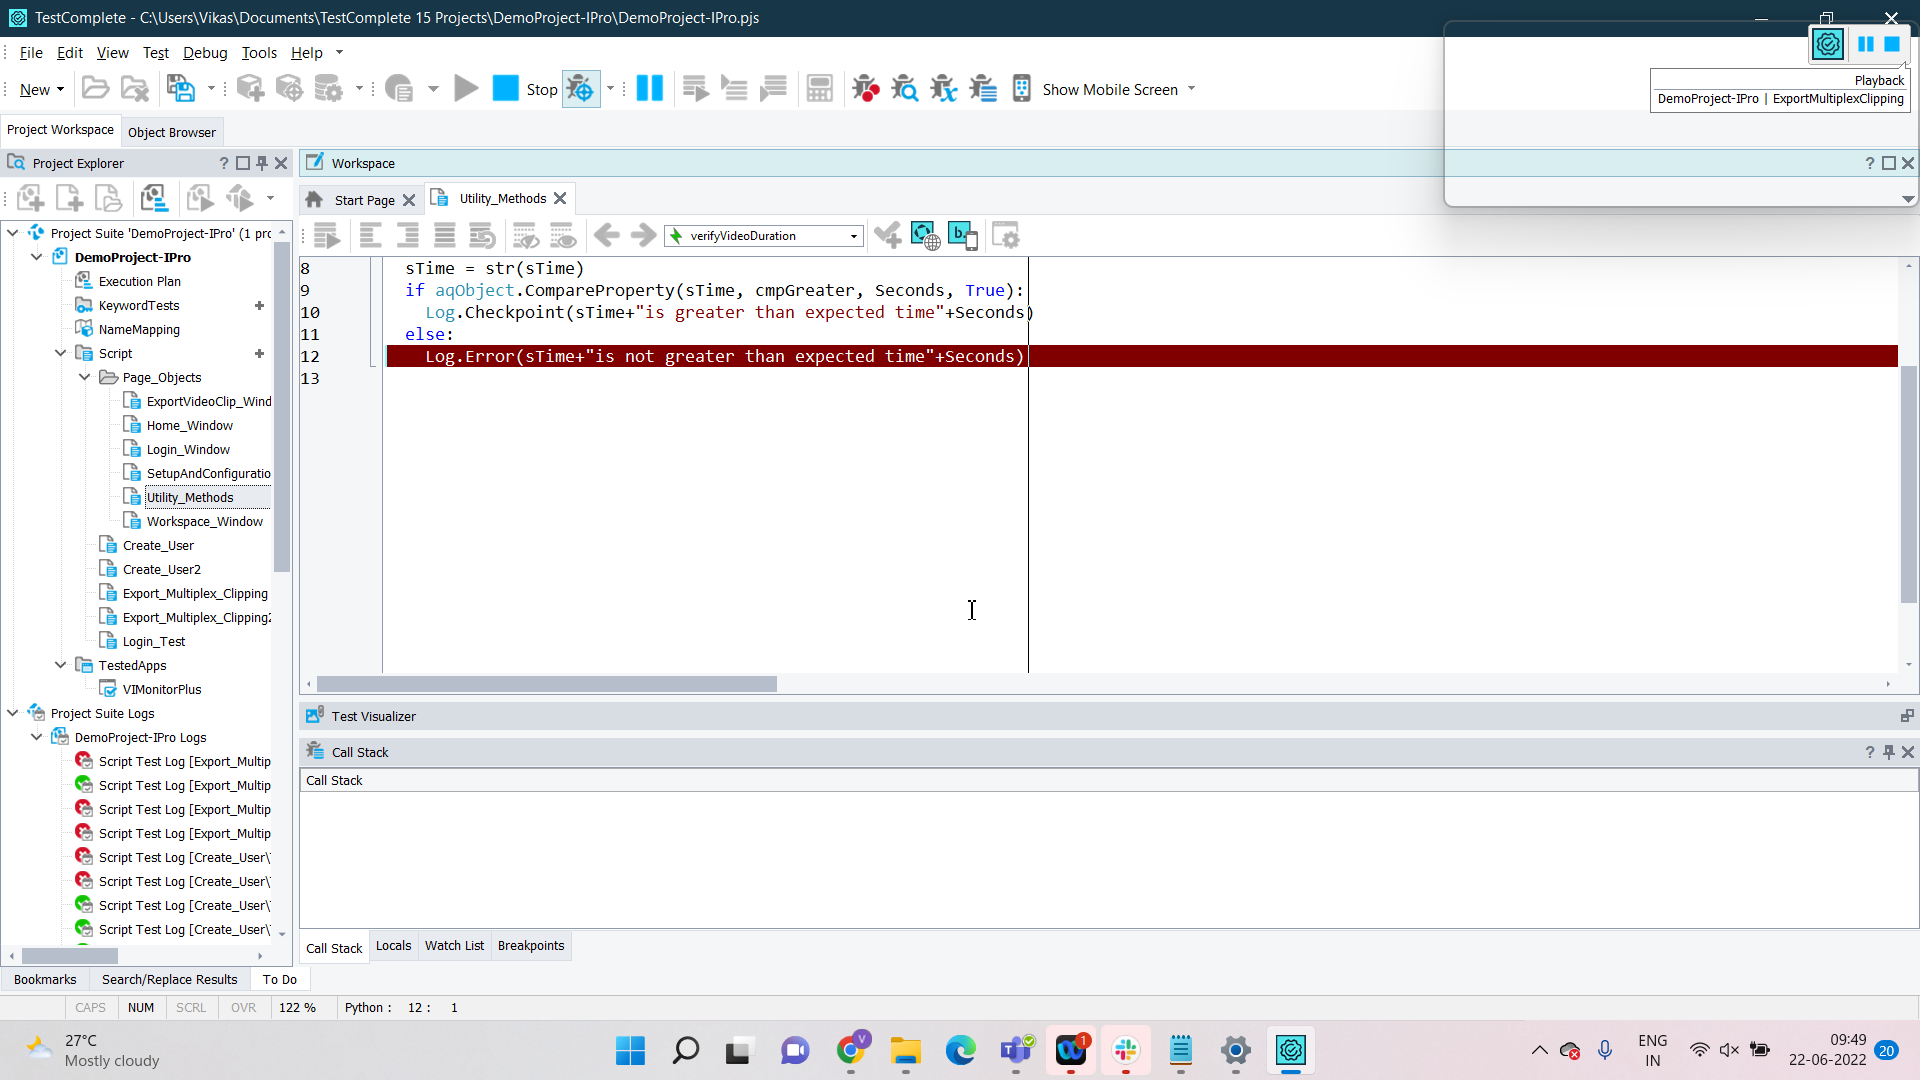 TestComplete - C:\Users\Vikas\Documents\TestComplete 15 Projects\DemoProject-IPro\DemoProject-IPro.pjs
File Edit View Test Debug Tools Help
New Stop Show Mobile Screen
Playback
DemoProject-IPro | ExportMultiplexClipping
Project Workspace Object Browser
Project Explorer ?
Workspace ?
Start Page Utility_Methods
verifyVideoDuration
b.
Project Suite 'DemoProject-IPro' (1 prc
DemoProject-IPro
Execution Plan
KeywordTests
NameMapping
Script
Page_Objects
ExportVideoClip_Wind
Home_Window
Login_Window
SetupAndConfiguratio
Utility_Methods
Workspace_Window
Create_User
Create_User2
Export_Multiplex_Clipping
Export_Multiplex_Clipping2
Login_Test
TestedApps
VIMonitorPlus
Project Suite Logs
DemoProject-IPro Logs
Script Test Log [Export_Multip
Script Test Log [Export_Multip
Script Test Log [Export_Multip
Script Test Log [Export_Multip
Script Test Log [Create_User\
Script Test Log [Create_User\
Script Test Log [Create_User\
Script Test Log [Create_User\
8 sTime = str(sTime)
9 if aqObject.CompareProperty(sTime, cmpGreater, Seconds, True):
10 Log.Checkpoint(sTime+"is greater than expected time"+Seconds)
11 else:
12 Log.Error(sTime+"is not greater than expected time"+Seconds)
13
Test Visualizer
Call Stack ?
Call Stack
Call Stack Locals Watch List Breakpoints
Bookmarks Search/Replace Results To Do
CAPS NUM SCRL OVR 122 % Python : 12 : 1
27°C
Mostly cloudy
V
1
ENG
IN
09:49
22-06-2022
20